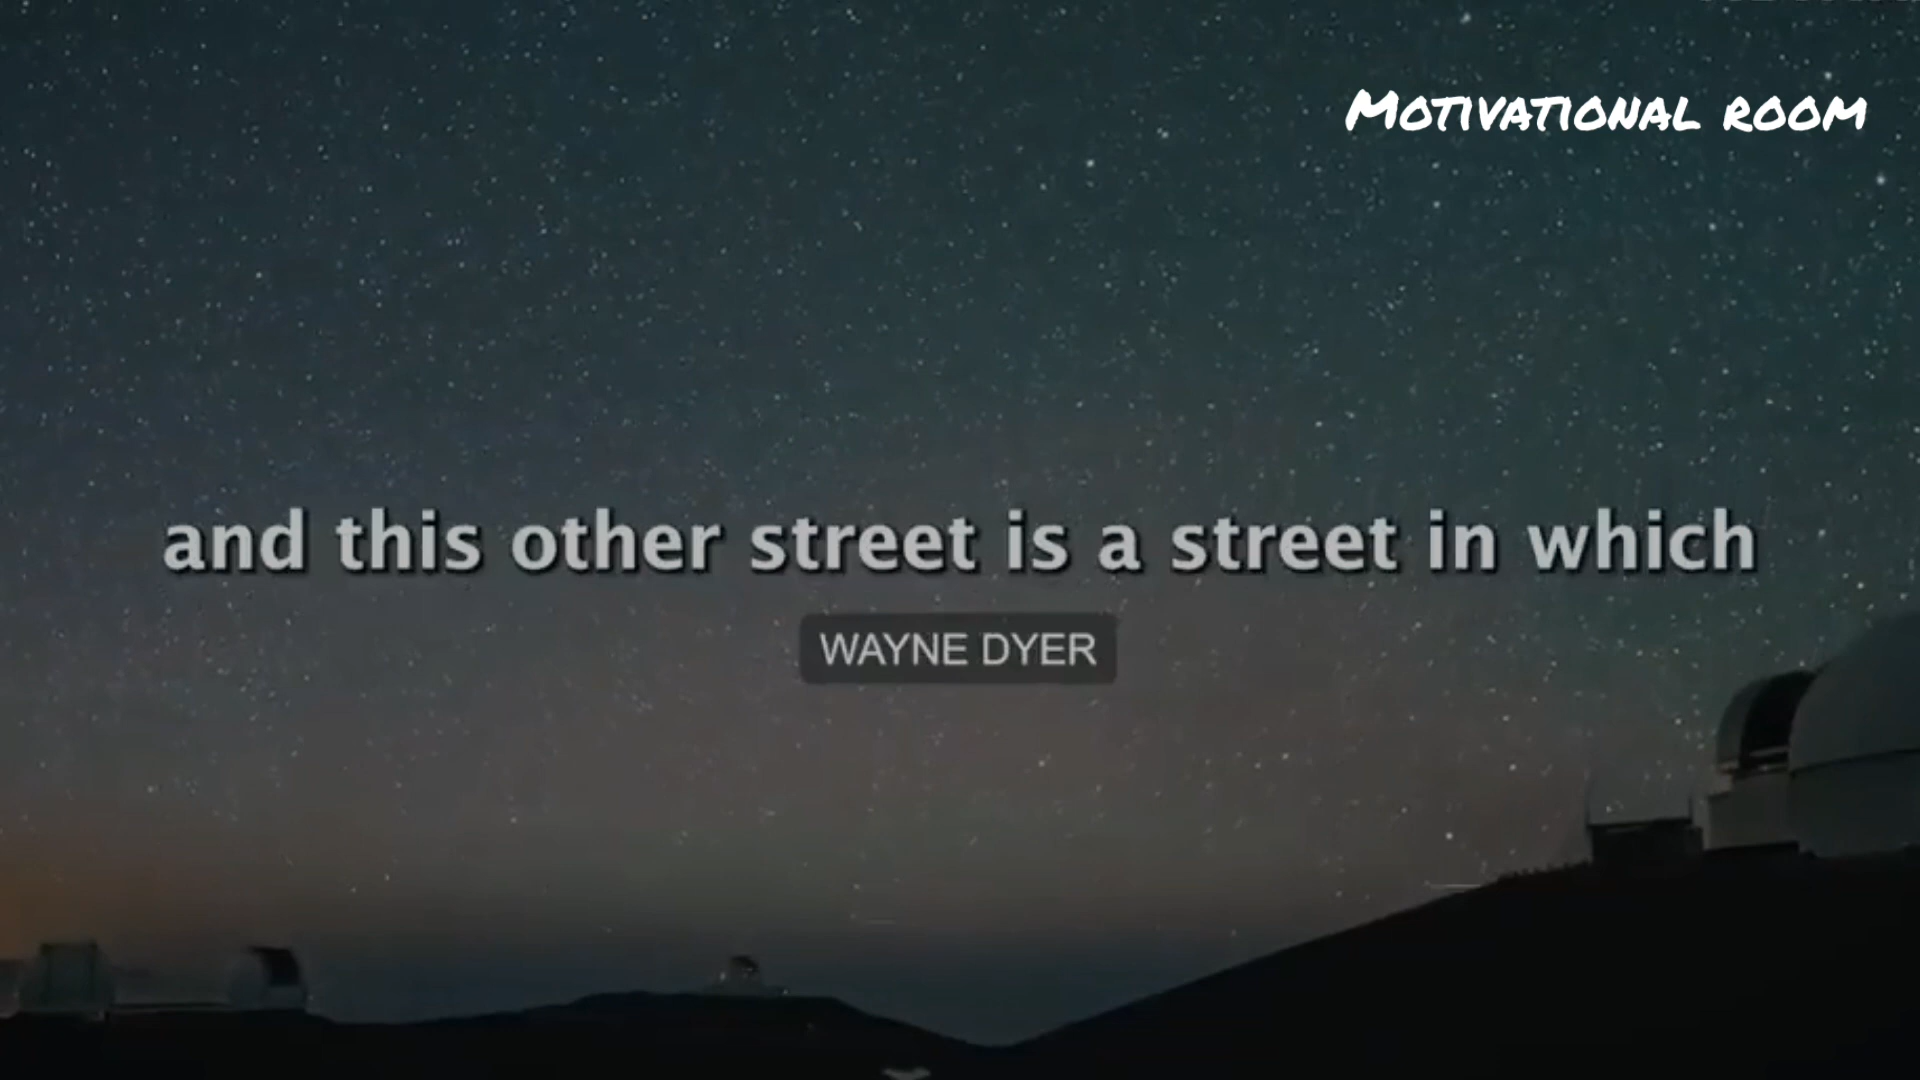 Motivational room
and this other street is a street in which
WAYNE DYER